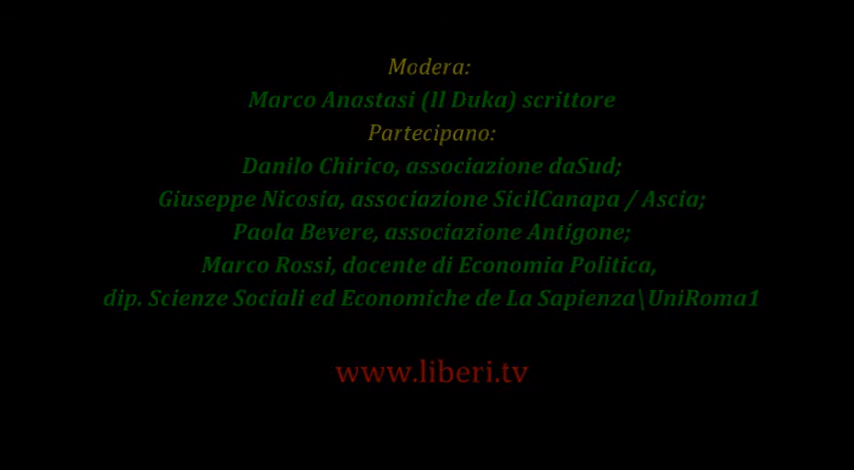 Modera:
Marco Anastasi (Il Duka) scrittore
Partecipano:
Danilo Chirico, associazione daSud;
Giuseppe Nicosia, associazione SicilCanapa / Ascia;
Paola Bevere, associazione Antigone;
Marco Rossi, docente di Economia Politica,
dip. Scienze Sociali ed Economiche de La Sapienza\UniRoma1
www.liberi.tv